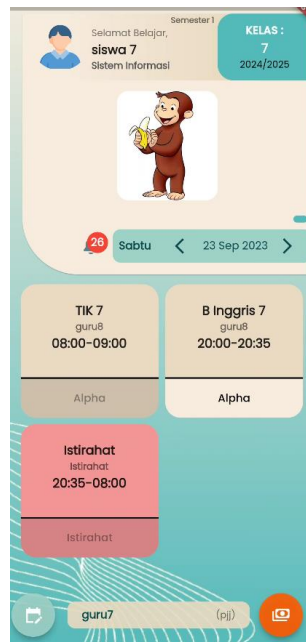 Semester 1
Selamat Belajar,
siswa 7
Sistem Informasi
KELAS :
7
2024/2025
26
Sabtu
23 Sep 2023
TIK 7
guru8
08:00-09:00
Alpha
B Inggris 7
guru8
20:00-20:35
Alpha
Istirahat
Istirahat
20:35-08:00
Istirahat
guru7
(pjj)